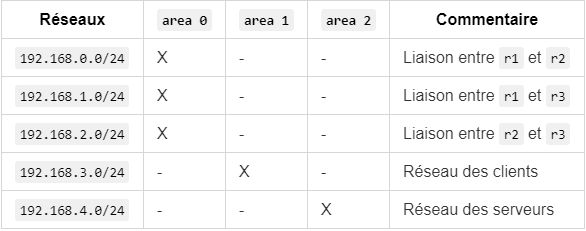 Réseaux area 0 area 1 area 2 Commentaire
192.168.0.0/24 X - - Liaison entre r1 et r2
192.168.1.0/24 X - - Liaison entre r1 et r3
192.168.2.0/24 X - - Liaison entre r2 et r3
192.168.3.0/24 - X - Réseau des clients
192.168.4.0/24 - - X Réseau des serveurs